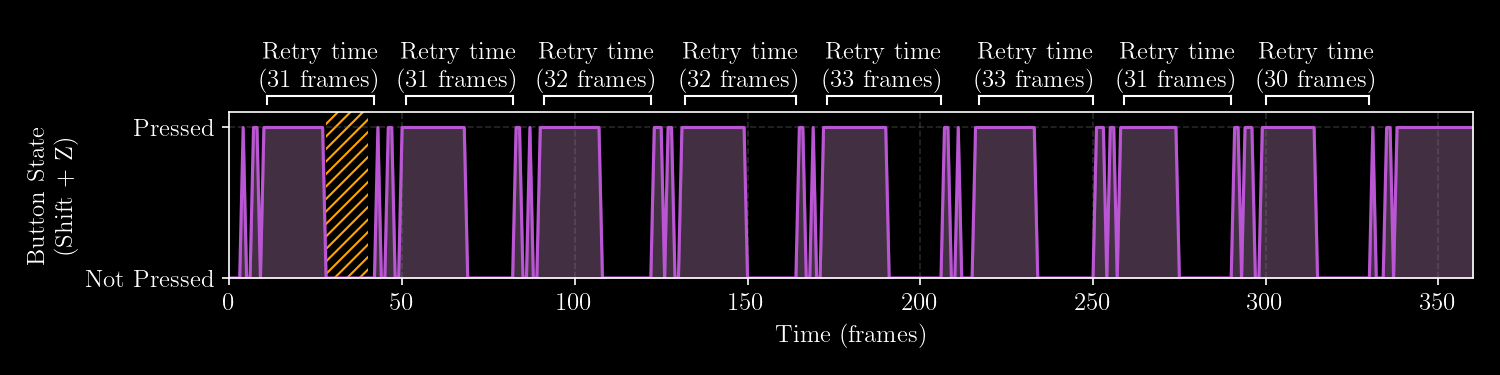 Retry time
(31 frames)
Retry time
(31 frames)
Retry time
(32 frames)
Retry time
(32 frames)
Retry time
(33 frames)
Retry time
(33 frames)
Retry time
(31 frames)
Retry time
(30 frames)
Button State
(Shift + Z)
Pressed
Not Pressed
0
50
100
150
200
250
300
350
Time (frames)